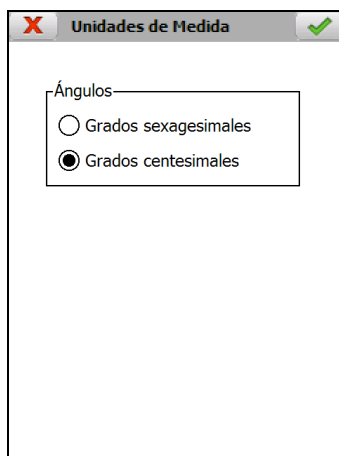 Unidades de Medida
Ángulos
Grados sexagesimales
Grados centesimales